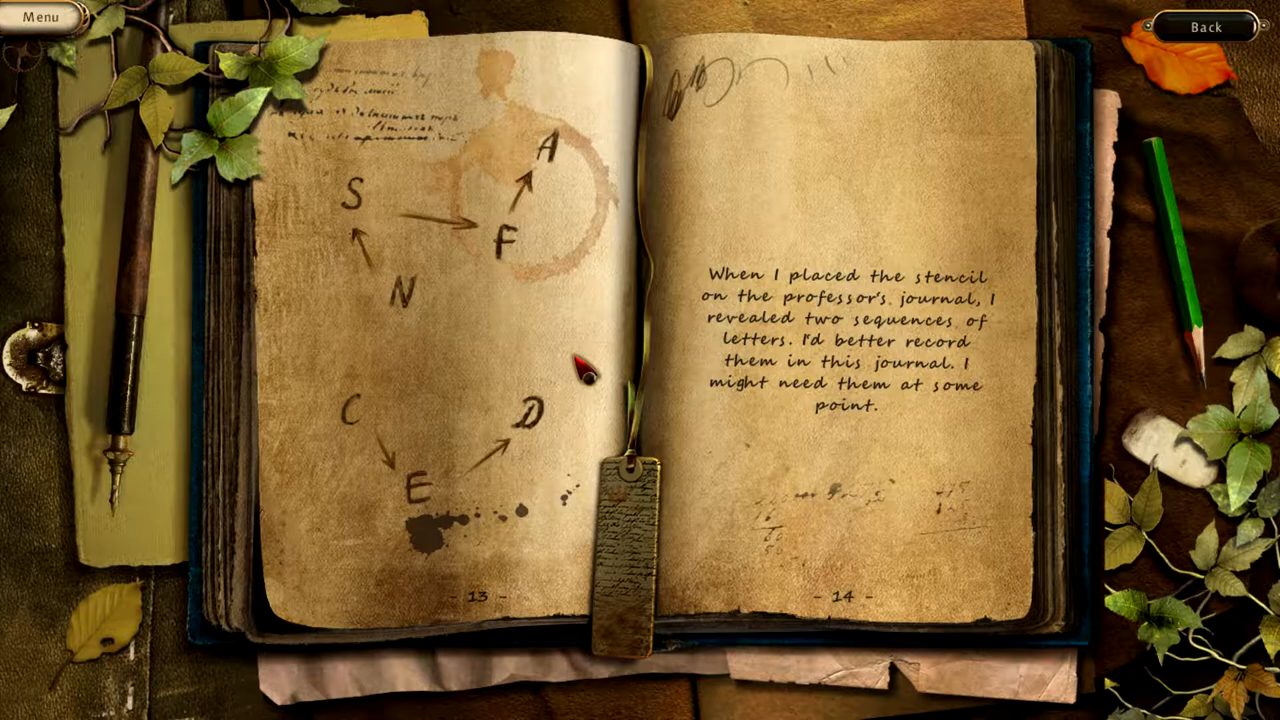 Menu
Back
A
S
F
N
C
D
E
- 13 -
When I placed the stencil
on the professor's journal, I
revealed two sequences of
letters. I'd better record
them in this journal. I
might need them at some
point.
- 14 -